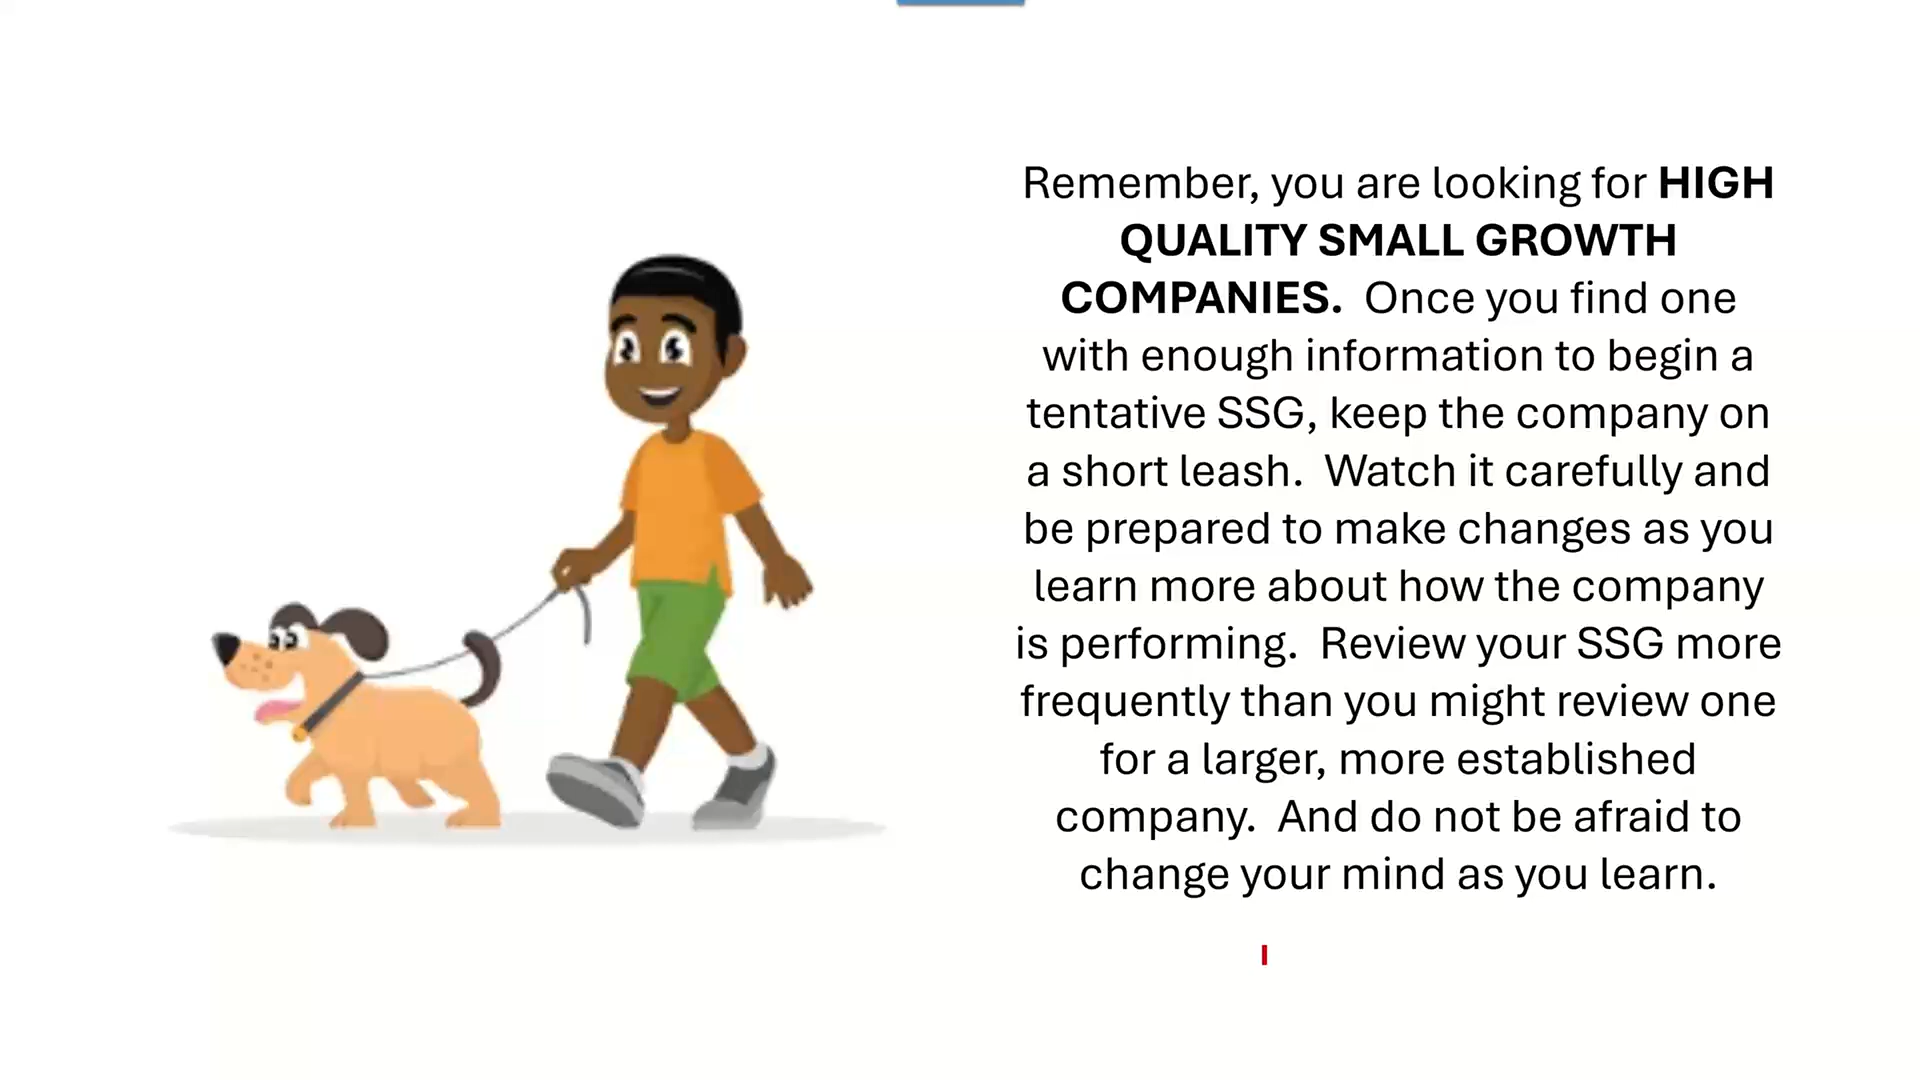 Remember, you are looking for HIGH
QUALITY SMALL GROWTH
COMPANIES.  Once you find one
with enough information to begin a
tentative SSG, keep the company on
a short leash.  Watch it carefully and
be prepared to make changes as you
learn more about how the company
is performing.  Review your SSG more
frequently than you might review one
for a larger, more established
company.  And do not be afraid to
change your mind as you learn.